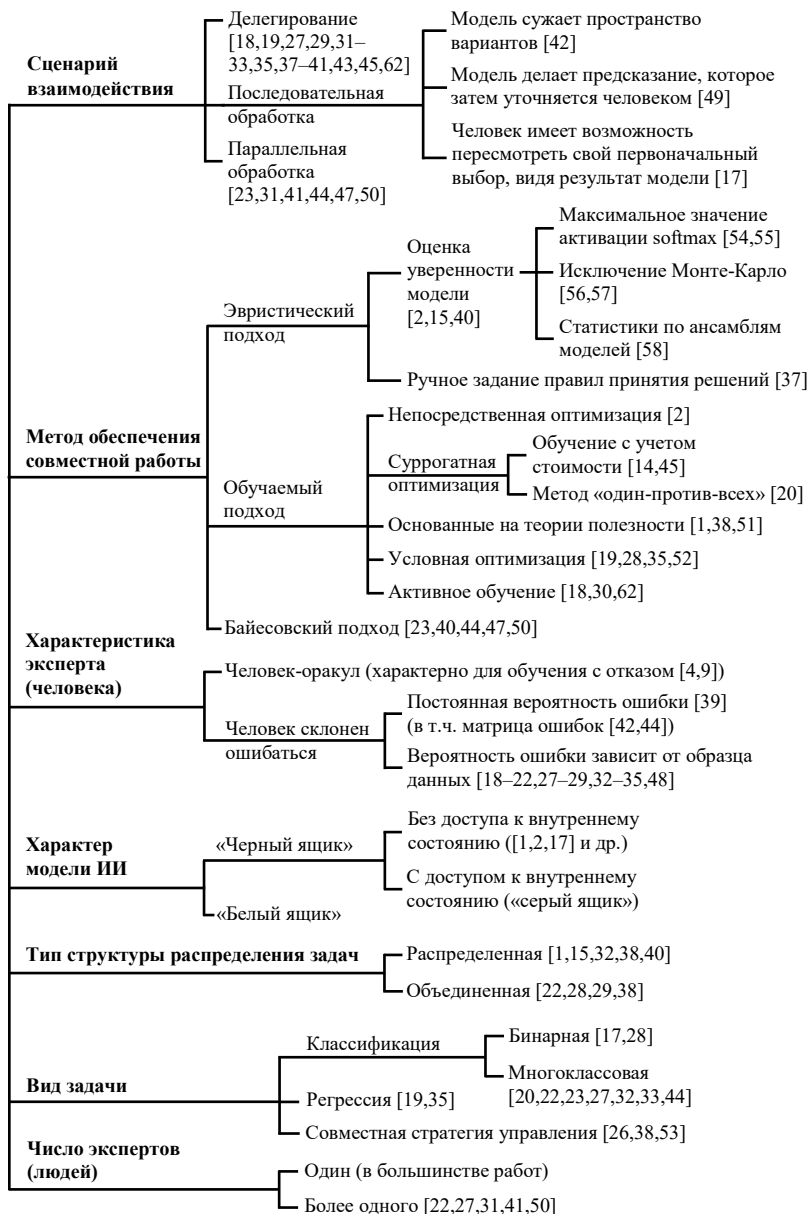 Сценарий
взаимодействия
Делегирование
[18,19,27,29,31–
33,35,37–41,43,45,62]
Последовательная
обработка
Модель сужает пространство
вариантов [42]
Модель делает предсказание, которое
затем уточняется человеком [49]
Человек имеет возможность
пересмотреть свой первоначальный
выбор, видя результат модели [17]
Параллельная
обработка
[23,31,41,44,47,50]
Метод обеспечения
совместной работы
Эвристический
подход
Оценка
уверенности
модели
[2,15,40]
Максимальное значение
активации softmax [54,55]
Исключение Монте-Карло
[56,57]
Статистики по ансамблям
моделей [58]
Ручное задание правил принятия решений [37]
Обучаемый
подход
Непосредственная оптимизация [2]
Суррогатная
оптимизация
Обучение с учетом
стоимости [14,45]
Метод «один-против-всех» [20]
Основанные на теории полезности [1,38,51]
Условная оптимизация [19,28,35,52]
Активное обучение [18,30,62]
Байесовский подход [23,40,44,47,50]
Характеристика
эксперта
(человека)
Человек-оракул (характерно для обучения с отказом [4,9])
Человек склонен
ошибаться
Постоянная вероятность ошибки [39]
(в т.ч. матрица ошибок [42,44])
Вероятность ошибки зависит от образца
данных [18–22,27–29,32–35,48]
Характер
модели ИИ
«Черный ящик»
Без доступа к внутреннему
состоянию ([1,2,17] и др.)
С доступом к внутреннему
состоянию («серый ящик»)
«Белый ящик»
Тип структуры распределения задач
Распределенная [1,15,32,38,40]
Объединенная [22,28,29,38]
Вид задачи
Классификация
Бинарная [17,28]
Многоклассовая
[20,22,23,27,32,33,44]
Регрессия [19,35]
Совместная стратегия управления [26,38,53]
Число экспертов
(людей)
Один (в большинстве работ)
Более одного [22,27,31,41,50]